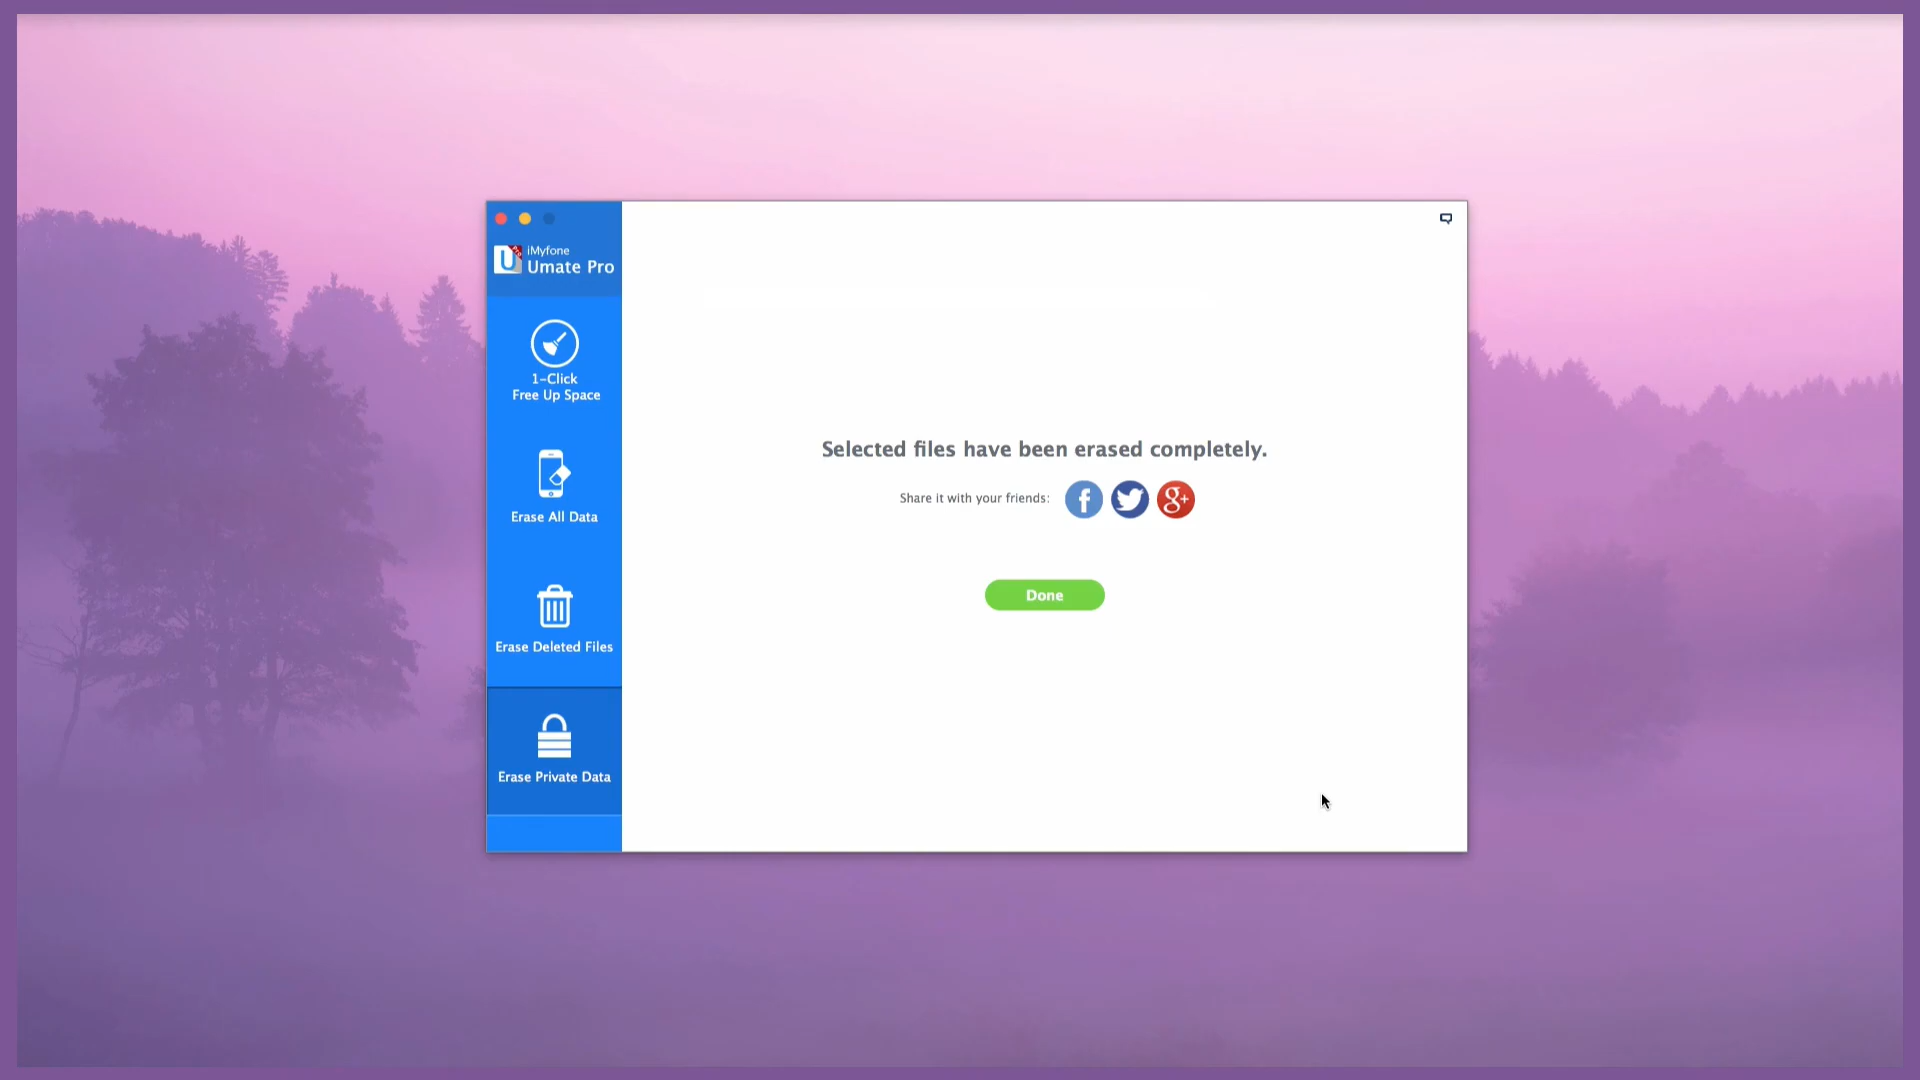 iMyfone
Umate Pro
1-Click
Free Up Space
Erase All Data
Erase Deleted Files
Erase Private Data
Selected files have been erased completely.
Share it with your friends:
Done